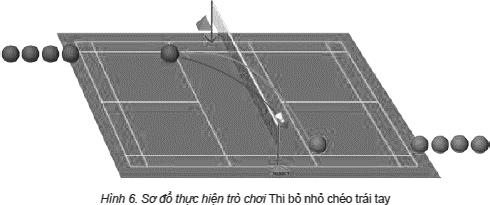 Hình 6. Sơ đồ thực hiện trò chơi Thi bỏ nhỏ chéo trái tay